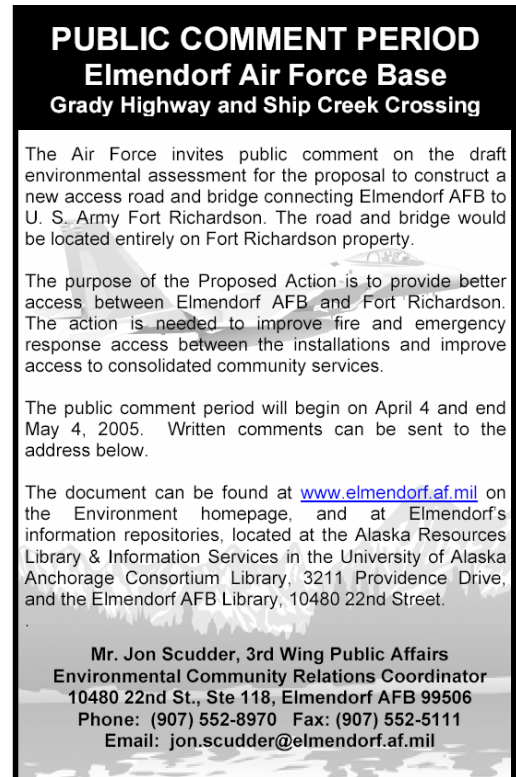 PUBLIC COMMENT PERIOD
Elmendorf Air Force Base
Grady Highway and Ship Creek Crossing
The Air Force invites public comment on the draft
environmental assessment for the proposal to construct a
new access road and bridge connecting Elmendorf AFB to
U. S. Army Fort Richardson. The road and bridge would
be located entirely on Fort Richardson property.
The purpose of the Proposed Action is to provide better
access between Elmendorf AFB and Fort Richardson.
The action is needed to improve fire and emergency
response access between the installations and improve
access to consolidated community services.
The public comment period will begin on April 4 and end
May 4, 2005. Written comments can be sent to the
address below.
The document can be found at www.elmendorf.af.mil on
the Environment homepage, and at Elmendorf's
information repositories, located at the Alaska Resources
Library & Information Services in the University of Alaska
Anchorage Consortium Library, 3211 Providence Drive,
and the Elmendorf AFB Library, 10480 22nd Street.
.
Mr. Jon Scudder, 3rd Wing Public Affairs
Environmental Community Relations Coordinator
10480 22nd St., Ste 118, Elmendorf AFB 99506
Phone: (907) 552-8970 Fax: (907) 552-5111
Email: jon.scudder@elmendorf.af.mil